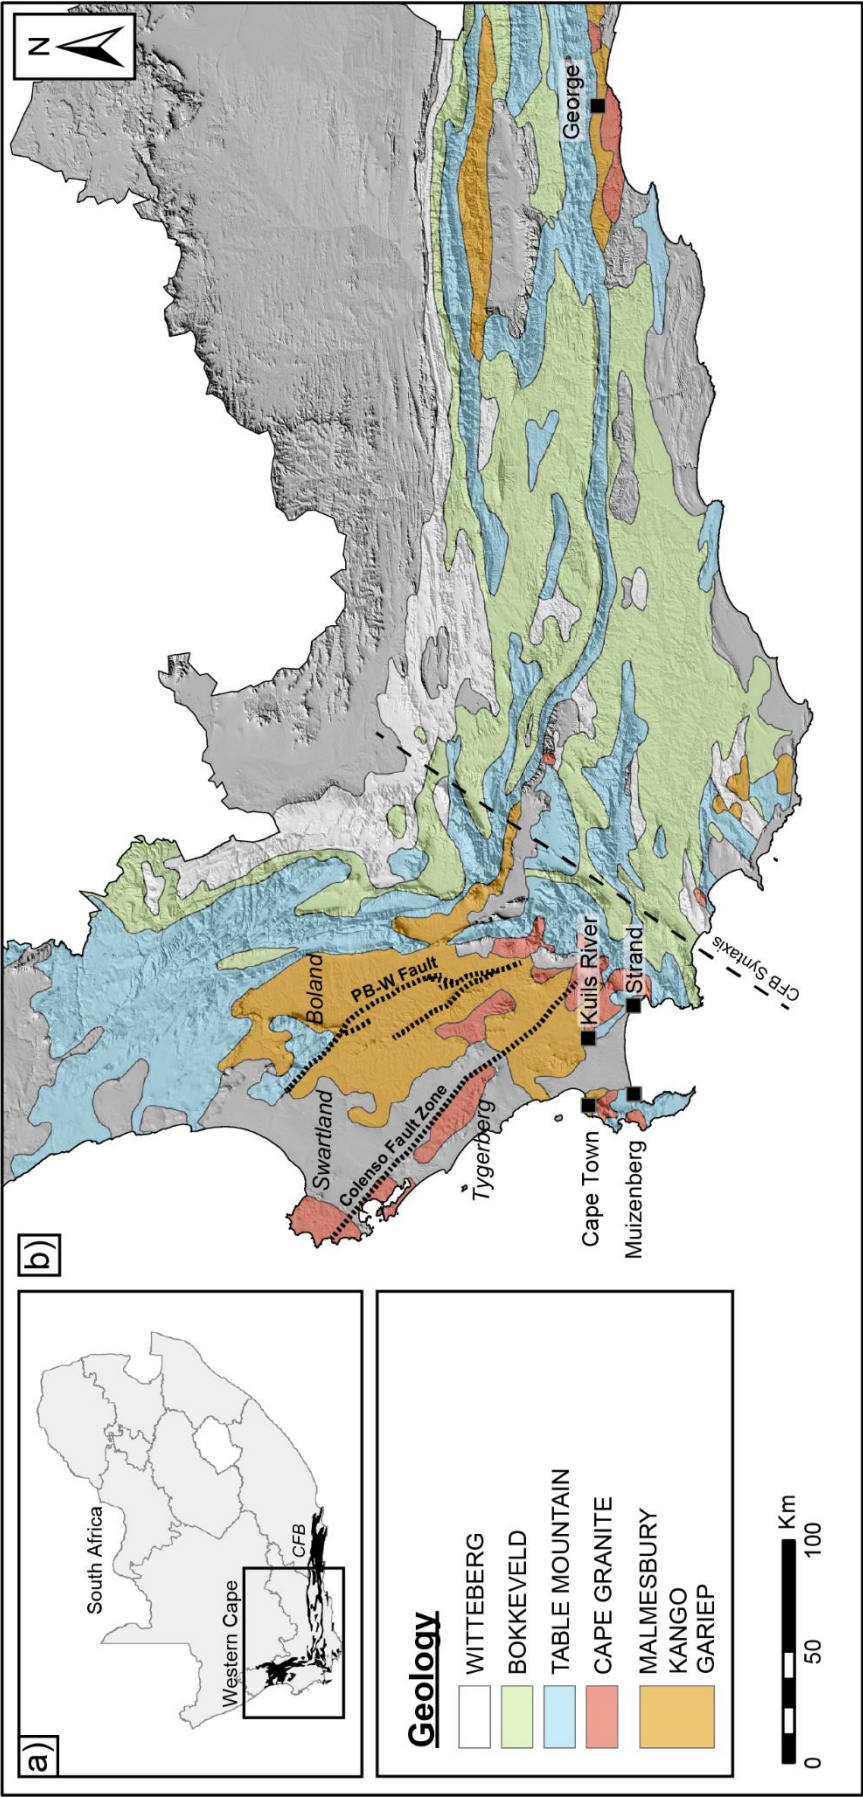 a)
South Africa
Western Cape
CFB
Geology
WITTEBERG
BOKKEVELD
TABLE MOUNTAIN
CAPE GRANITE
MALMESBURY
KANGO
GARIEP
0
50
100
Km
b)
N
Swartland
Boland
PB-W Fault
Colenso Fault Zone
Tygerberg
Cape Town
Muizenberg
Kuils River
Strand
CFB Syntaxis
George